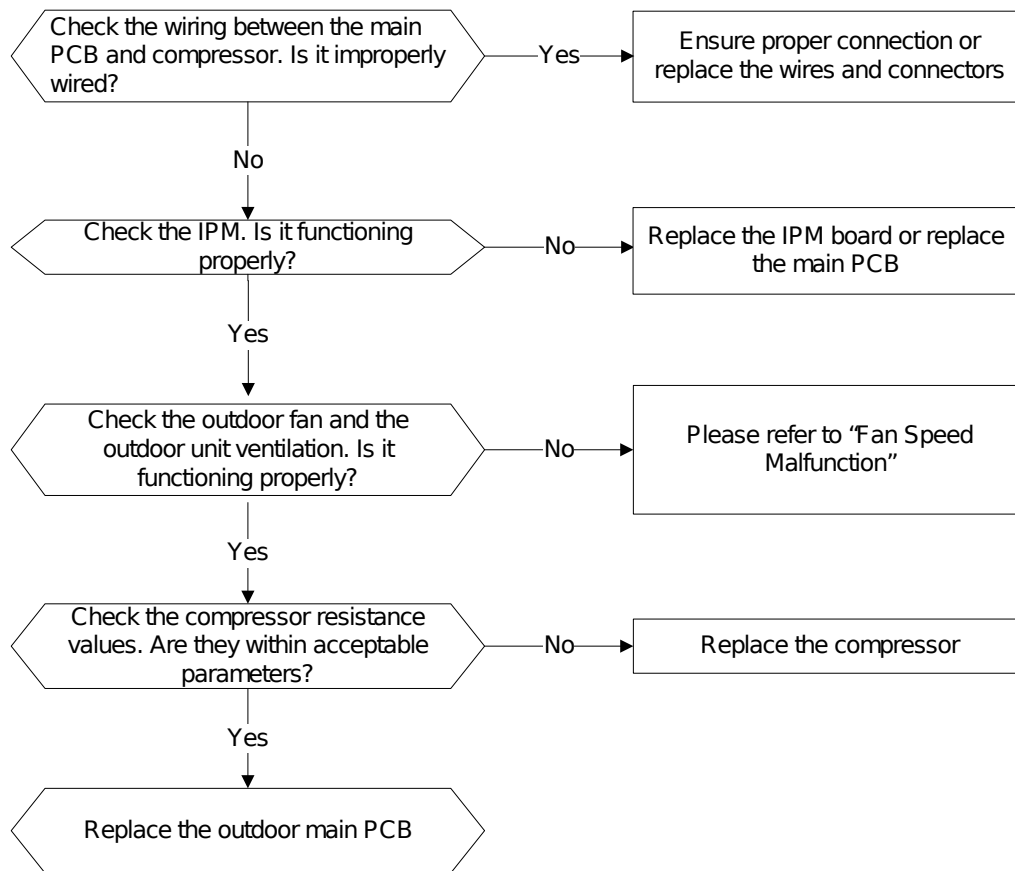 Check the wiring between the main
PCB and compressor. Is it improperly
wired?
Yes
Ensure proper connection or
replace the wires and connectors
No
Check the IPM. Is it functioning
properly?
No
Replace the IPM board or replace
the main PCB
Yes
Check the outdoor fan and the
outdoor unit ventilation. Is it
functioning properly?
No
Please refer to “Fan Speed
Malfunction”
Yes
Check the compressor resistance
values. Are they within acceptable
parameters?
No
Replace the compressor
Yes
Replace the outdoor main PCB